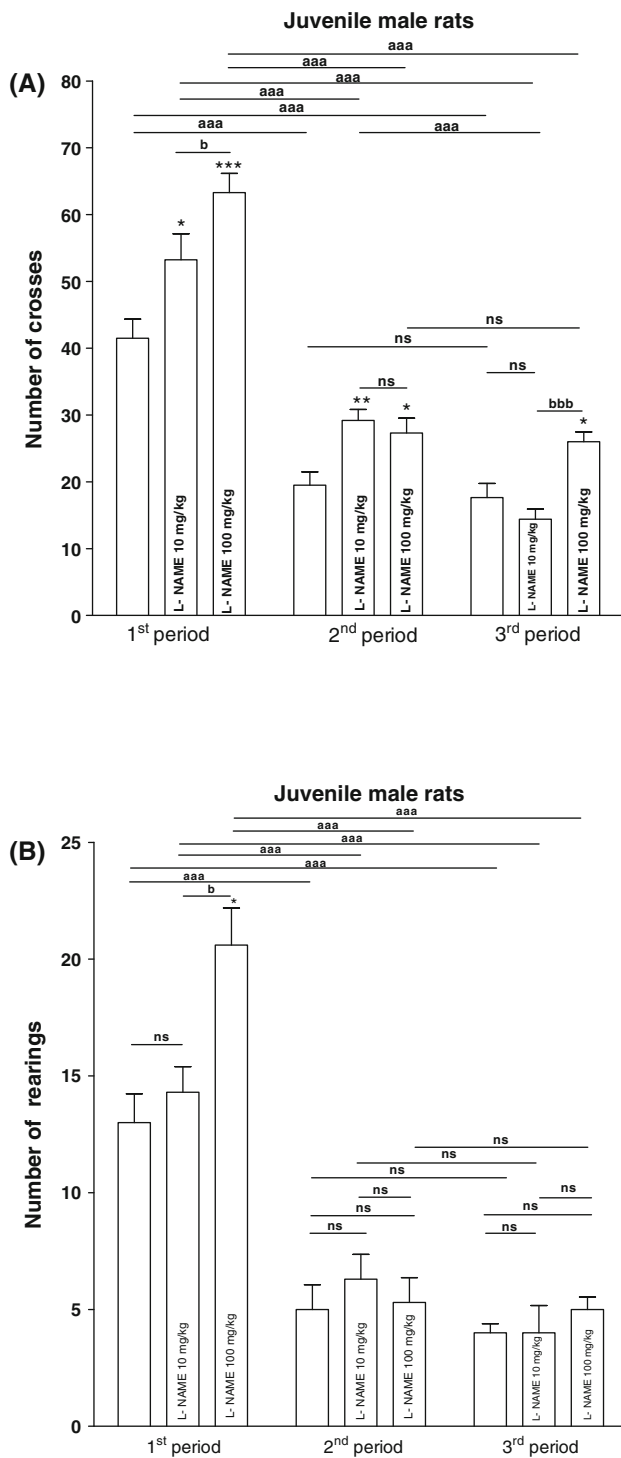 Juvenile male rats
(A)
aaa
aaa
aaa
aaa
aaa
aaa
aaa
b
***
*
ns
ns
ns
ns
bbb
**
*
*
Number of crosses
80
70
60
50
40
30
20
10
0
L- NAME 10 mg/kg
L- NAME 100 mg/kg
L- NAME 10 mg/kg
L- NAME 100 mg/kg
L- NAME 10 mg/kg
L- NAME 100 mg/kg
1st period
2nd period
3rd period
Juvenile male rats
(B)
aaa
aaa
aaa
aaa
aaa
aaa
b
*
ns
ns
ns
ns
ns
ns
ns
ns
ns
ns
Number of rearings
25
20
15
10
5
0
L- NAME 10 mg/kg
L- NAME 100 mg/kg
L- NAME 10 mg/kg
L- NAME 100 mg/kg
L- NAME 10 mg/kg
L- NAME 100 mg/kg
1st period
2nd period
3rd period